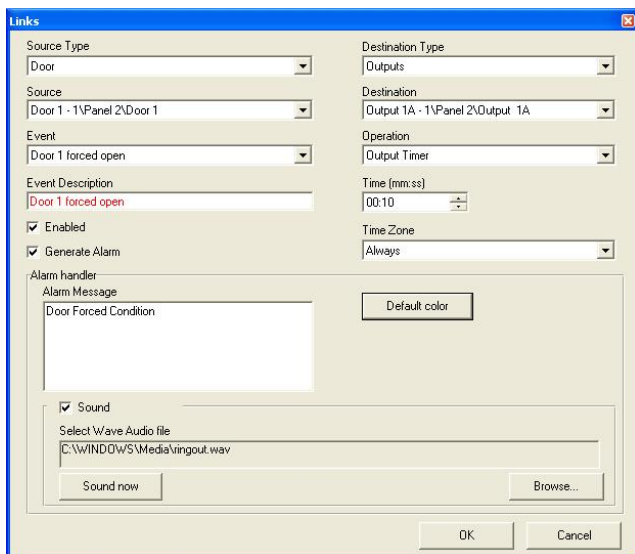 Links
Source Type
Door
Source
Door 1 - 1\Panel 2\Door 1
Event
Door 1 forced open
Event Description
Door 1 forced open
Enabled
Generate Alarm
Destination Type
Outputs
Destination
Output 1A - 1\Panel 2\Output  1A
Operation
Output Timer
Time (mm:ss)
00:10
Time Zone
Always
Alarm handler
Alarm Message
Door Forced Condition
Default color
Sound
Select Wave Audio file
C:\WINDOWS\Media\ringout.wav
Sound now
Browse...
OK
Cancel